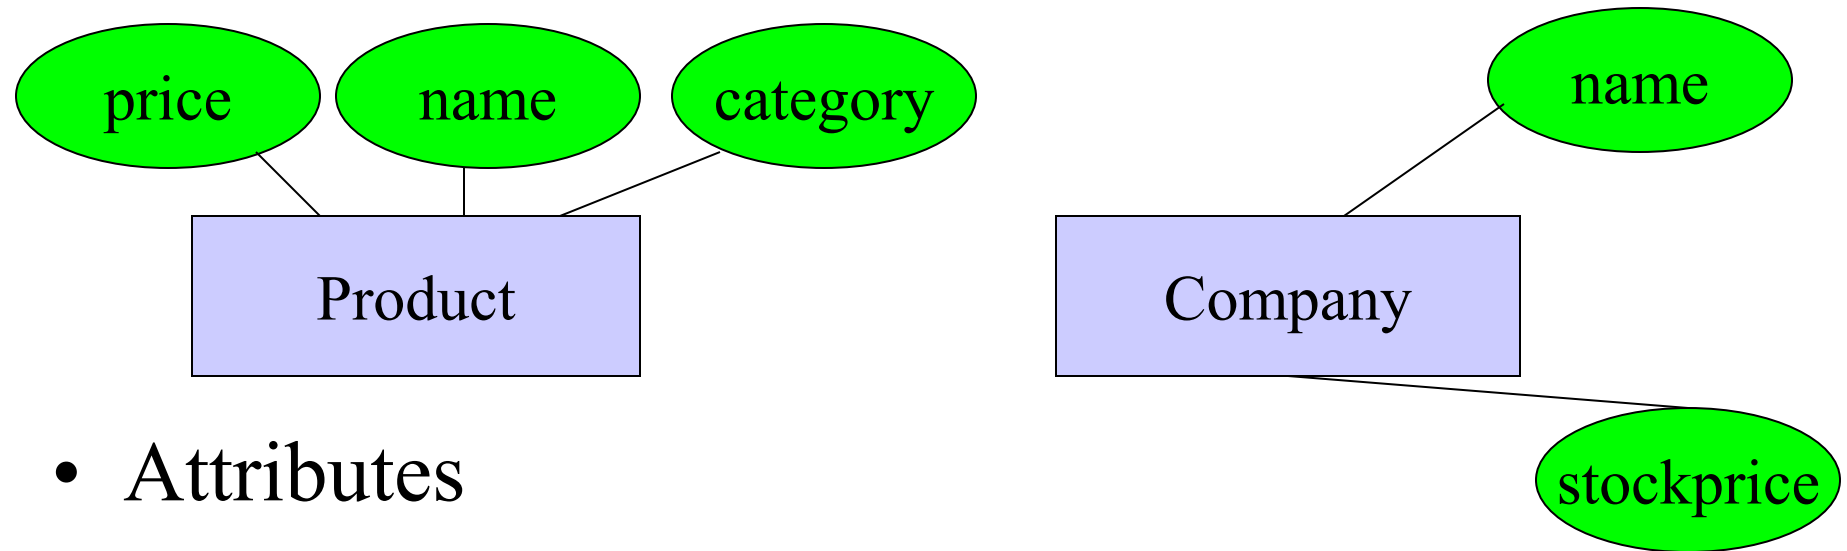 price
name
category
name
Product
Company
• Attributes
stockprice